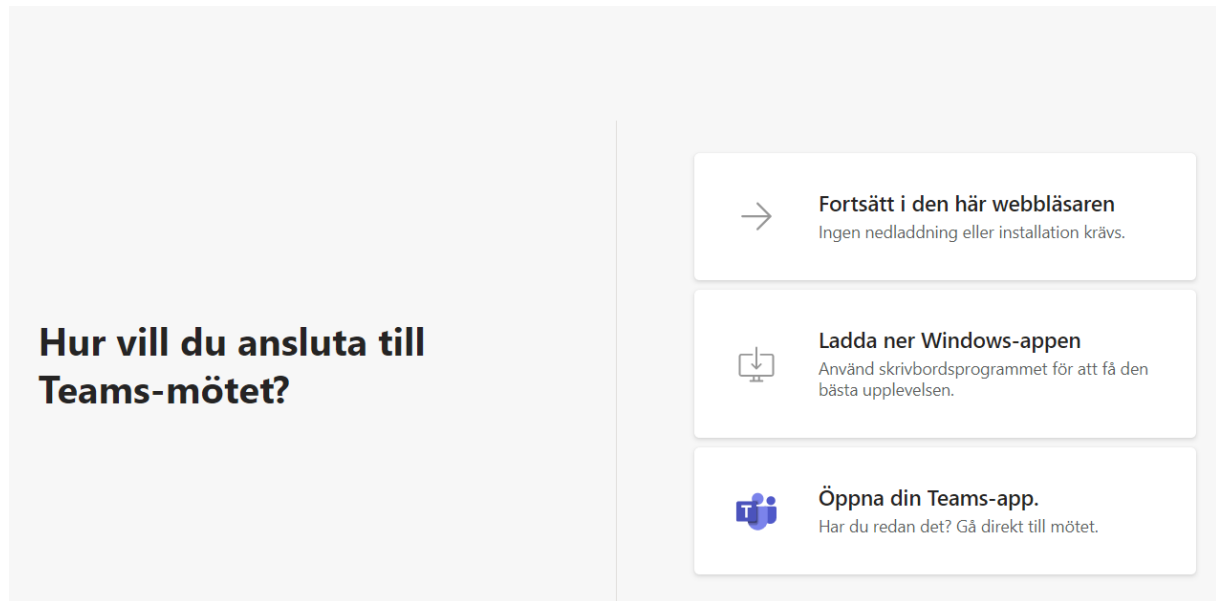 Hur vill du ansluta till
Teams-mötet?
Fortsätt i den här webbläsaren
Ingen nedladdning eller installation krävs.
Ladda ner Windows-appen
Använd skrivbordsprogrammet för att få den
bästa upplevelsen.
T
Öppna din Teams-app.
Har du redan det? Gå direkt till mötet.